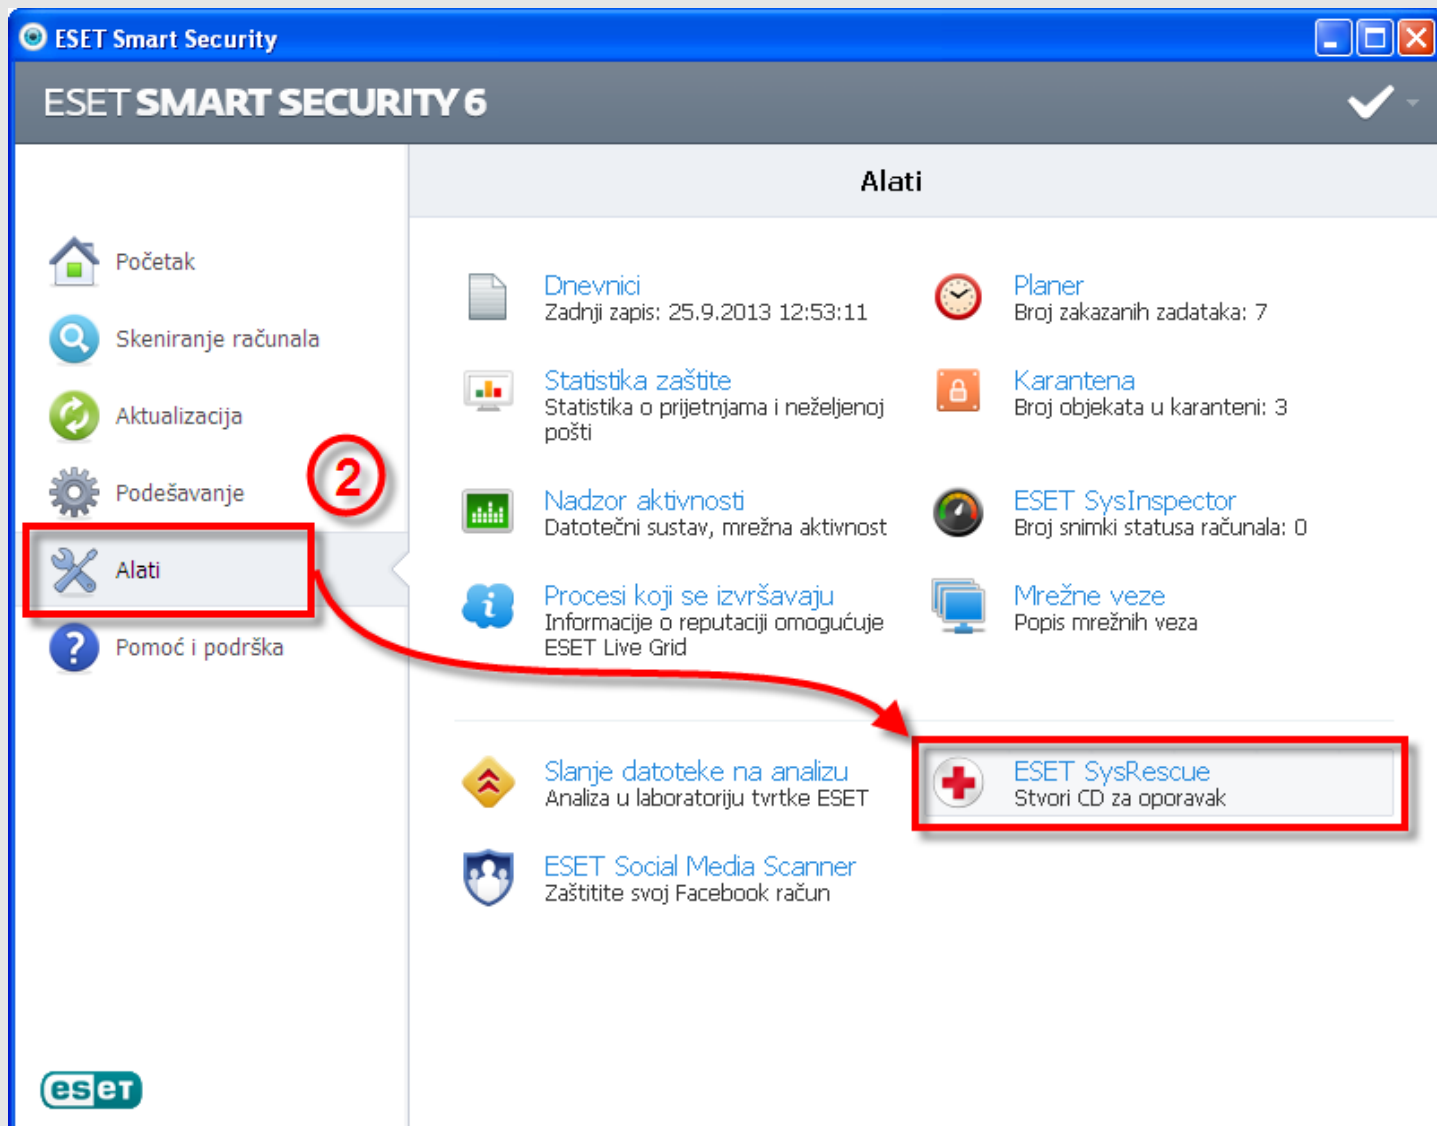 ESET Smart Security
ESET SMART SECURITY 6
Alati
Početak
Skeniranje računala
Aktualizacija
Podešavanje
2
Alati
Pomoć i podrška
Dnevnici
Zadnji zapis: 25.9.2013 12:53:11
Planer
Broj zakazanih zadataka: 7
Statistika zaštite
Statistika o prijetnjama i neželjenoj
pošti
Karantena
Broj objekata u karanteni: 3
Nadzor aktivnosti
Datotečni sustav, mrežna aktivnost
ESET SysInspector
Broj snimki statusa računala: 0
Procesi koji se izvršavaju
Informacije o reputaciji omogućuje
ESET Live Grid
Mrežne veze
Popis mrežnih veza
Slanje datoteke na analizu
Analiza u laboratoriju tvrtke ESET
ESET SysRescue
Stvori CD za oporavak
ESET Social Media Scanner
Zaštitite svoj Facebook račun
eset